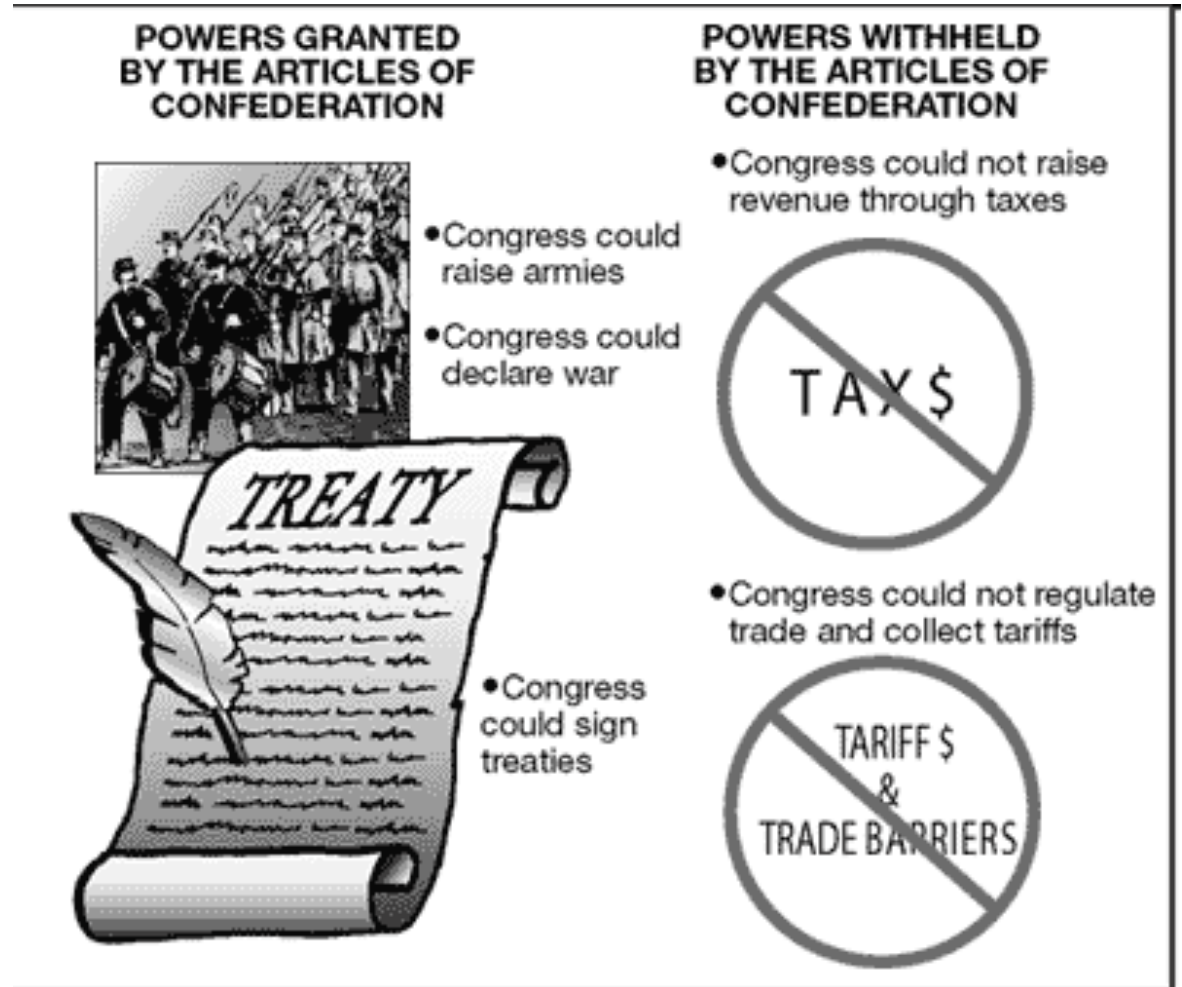 POWERS GRANTED
BY THE ARTICLES OF
CONFEDERATION
•Congress could
raise armies
•Congress could
declare war
TREATY
•Congress
could sign
treaties
POWERS WITHHELD
BY THE ARTICLES OF
CONFEDERATION
•Congress could not raise
revenue through taxes
TAX$
•Congress could not regulate
trade and collect tariffs
TARIFF $
&
TRADE BARRIERS